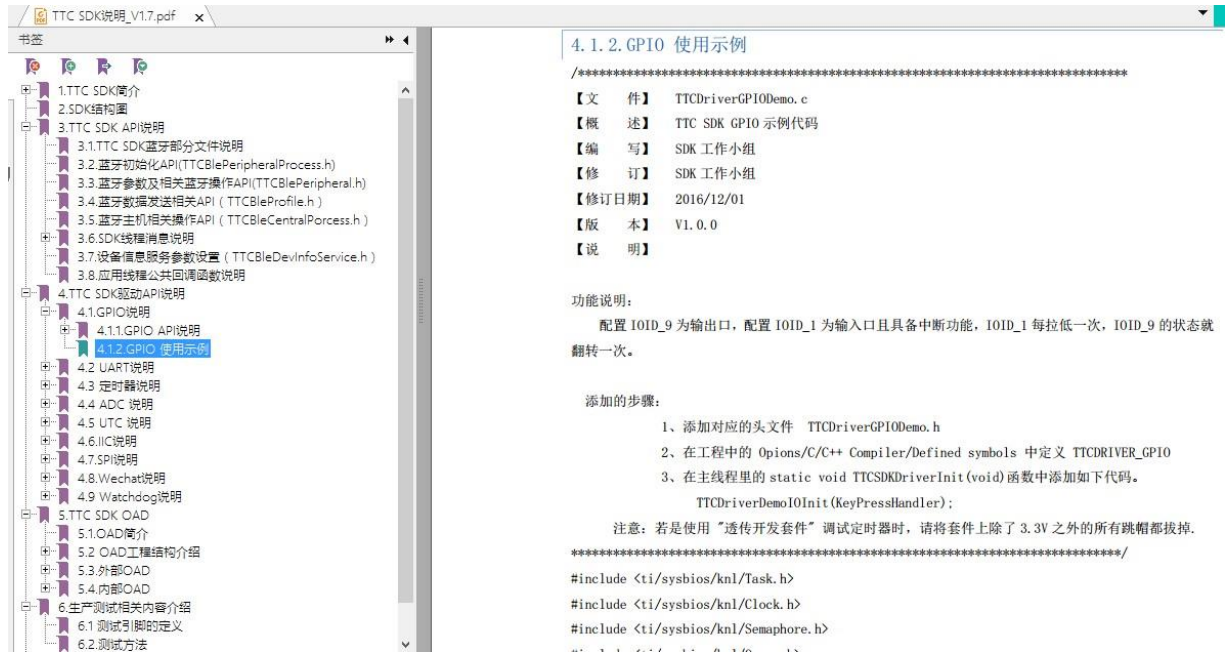 TTC SDK说明_V1.7.pdf
书签
1.TTC SDK简介
2.SDK结构图
3.TTC SDK API说明
3.1.TTC SDK蓝牙部分文件说明
3.2.蓝牙初始化API(TTCBlePeripheralProcess.h)
3.3.蓝牙参数及相关蓝牙操作API(TTCBlePeripheral.h)
3.4.蓝牙数据发送相关API（TTCBleProfile.h）
3.5.蓝牙主机相关操作API（TTCBleCentralPorcess.h）
3.6.SDK线程消息说明
3.7.设备信息服务参数设置（TTCBleDevInfoService.h）
3.8.应用线程公共回调函数说明
4.TTC SDK驱动API说明
4.1.GPIO说明
4.1.1.GPIO API说明
4.1.2.GPIO 使用示例
4.2 UART说明
4.3 定时器说明
4.4 ADC 说明
4.5 UTC 说明
4.6.IIC说明
4.7.SPI说明
4.8.Wechat说明
4.9 Watchdog说明
5.TTC SDK OAD
5.1.OAD简介
5.2 OAD工程结构介绍
5.3.外部OAD
5.4.内部OAD
6.生产测试相关内容介绍
6.1 测试引脚的定义
6.2.测试方法
4.1.2.GPIO 使用示例
/******************************************************************************
【文 件】 TTCDriverGPIODemo.c
【概 述】 TTC SDK GPIO 示例代码
【编 写】 SDK 工作小组
【修 订】 SDK 工作小组
【修订日期】 2016/12/01
【版 本】 V1.0.0
【说 明】
功能说明：
配置 IOID_9 为输出口，配置 IOID_1 为输入口且具备中断功能，IOID_1 每拉低一次，IOID_9 的状态就
翻转一次。
添加的步骤：
1、添加对应的头文件 TTCDriverGPIODemo.h
2、在工程中的 Opions/C/C++ Compiler/Defined symbols 中定义 TTCDRIVER_GPIO
3、在主线程里的 static void TTCSDKDriverInit(void)函数中添加如下代码。
TTCDriverDemoIOInit(KeyPressHandler);
注意：若是使用 "透传开发套件" 调试定时器时，请将套件上除了 3.3V 之外的所有跳帽都拔掉.
******************************************************************************/
#include <ti/sysbios/knl/Task.h>
#include <ti/sysbios/knl/Clock.h>
#include <ti/sysbios/knl/Semaphore.h>